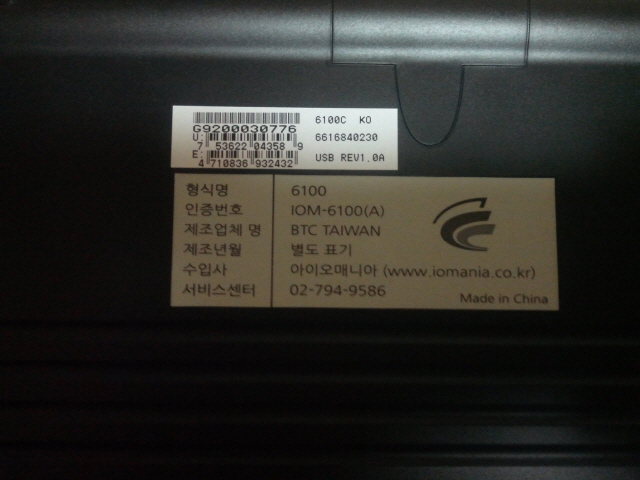 6100C KO
G9200030776
6616840230
U:
7 53622 04358 9
USB REV1.0A
E:
4 710836 932432
형식명 6100
인증번호 IOM-6100(A)
제조업체 명 BTC TAIWAN
제조년월 별도 표기
수입사 아이오매니아 (www.iomania.co.kr)
서비스센터 02-794-9586
Made in China